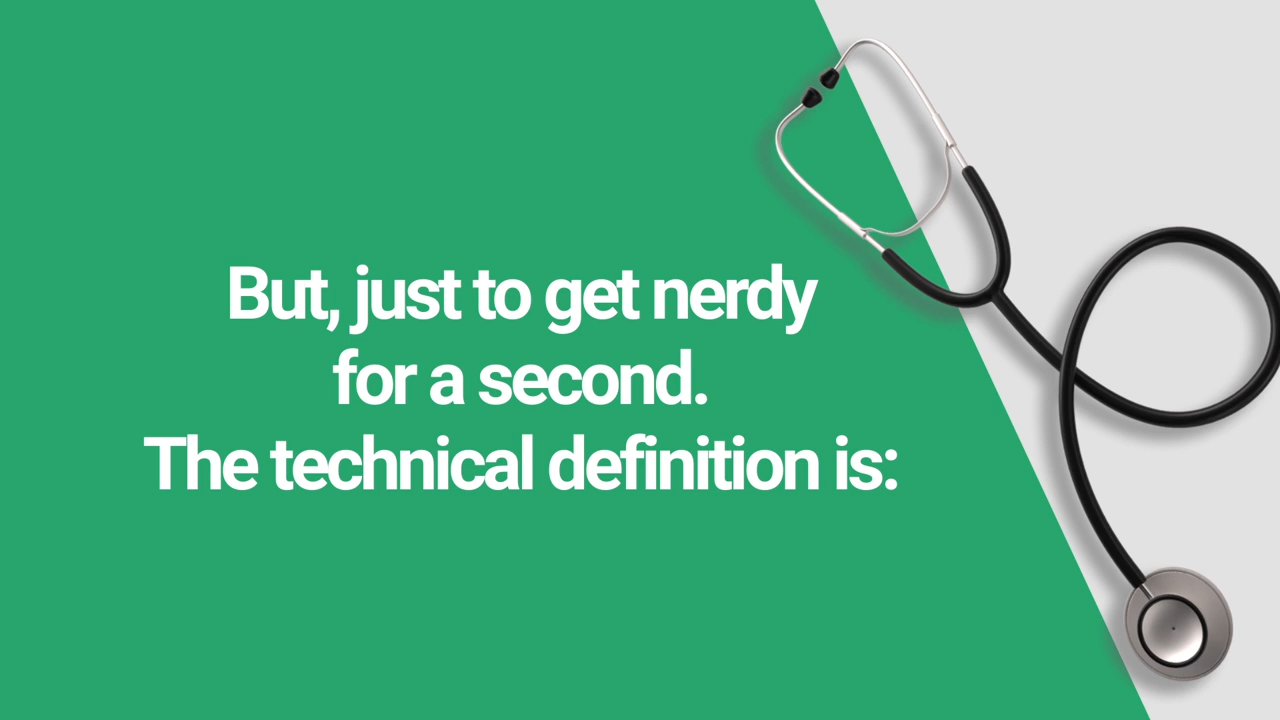 But, just to get nerdy
for a second.
The technical definition is: